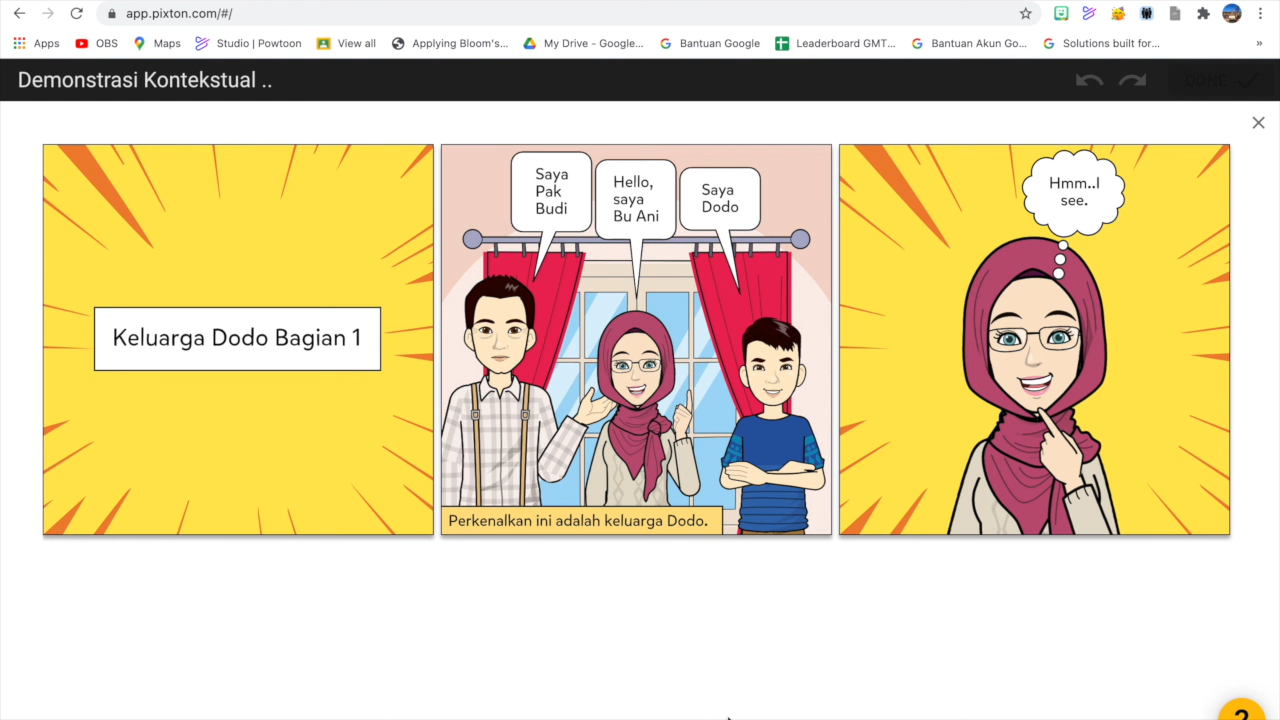 app.pixton.com/#/
Apps
OBS
Maps
Studio | Powtoon
View all
Applying Bloom's...
My Drive - Google...
Bantuan Google
Leaderboard GMT...
Bantuan Akun Go...
Solutions built for...
»
Demonstrasi Kontekstual ..
DONE
Keluarga Dodo Bagian 1
Saya
Pak
Budi
Hello,
saya
Bu Ani
Saya
Dodo
Perkenalkan ini adalah keluarga Dodo.
Hmm..I
see.
?